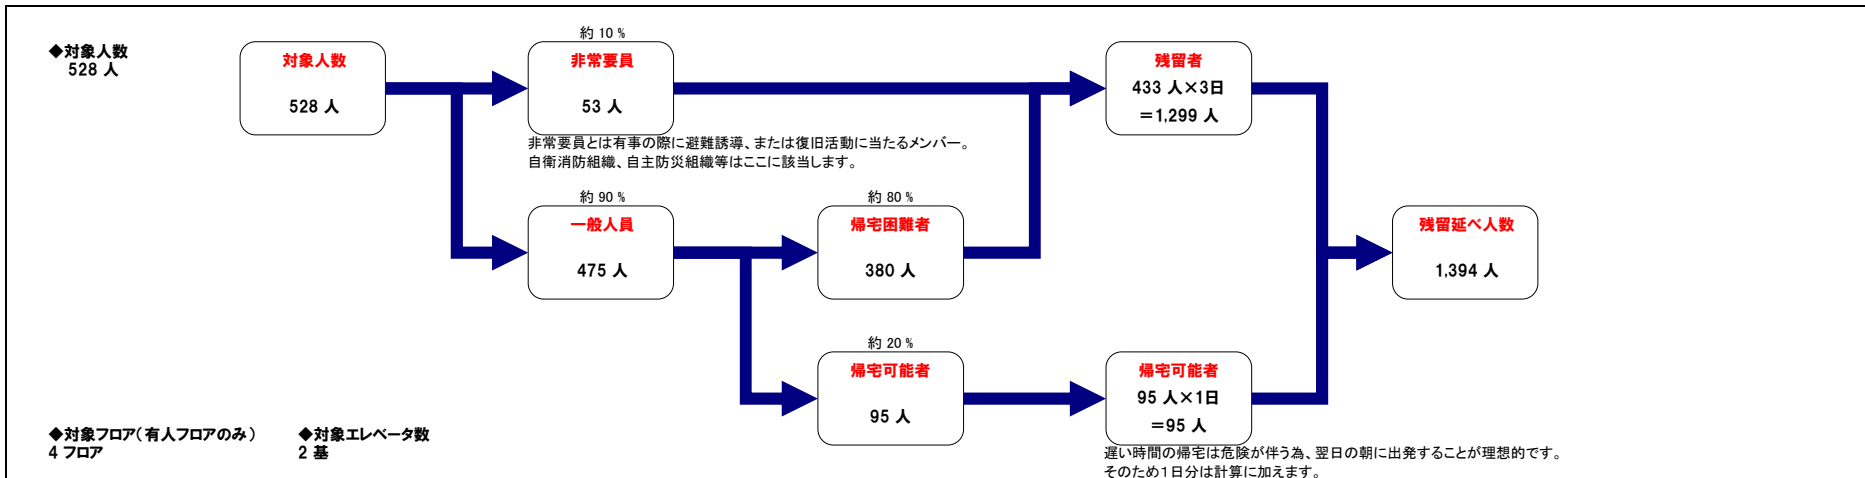 ◆対象人数
528 人
対象人数
528 人
約 10 %
非常要員
53 人
非常要員とは有事の際に避難誘導、または復旧活動に当たるメンバー。
自衛消防組織、自主防災組織等はここに該当します。
残留者
433 人×3日
＝1,299 人
約 90 %
一般人員
475 人
約 80 %
帰宅困難者
380 人
残留延べ人数
1,394 人
約 20 %
帰宅可能者
95 人
帰宅可能者
95 人×1日
＝95 人
遅い時間の帰宅は危険が伴う為、翌日の朝に出発することが理想的です。
そのため１日分は計算に加えます。
◆対象フロア（有人フロアのみ）
4 フロア
◆対象エレベータ数
2 基